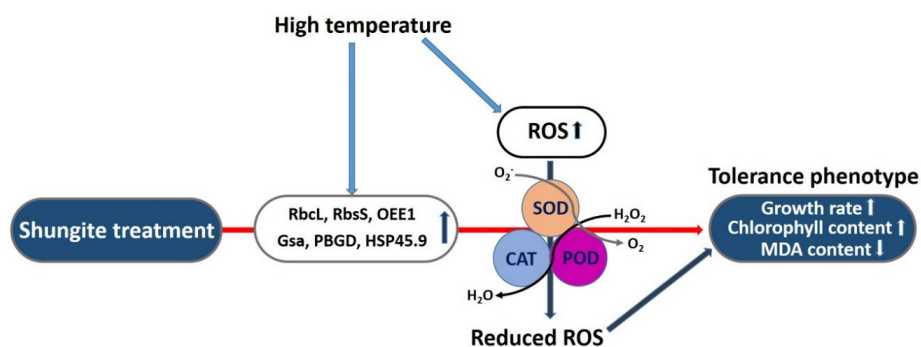 High temperature
ROS
O₂⁻
Tolerance phenotype
SOD
RbcL, RbsS, OEE1
H₂O₂
Growth rate
Shungite treatment
Chlorophyll content
Gsa, PBGD, HSP45.9
O₂
MDA content
CAT
POD
H₂O
Reduced ROS